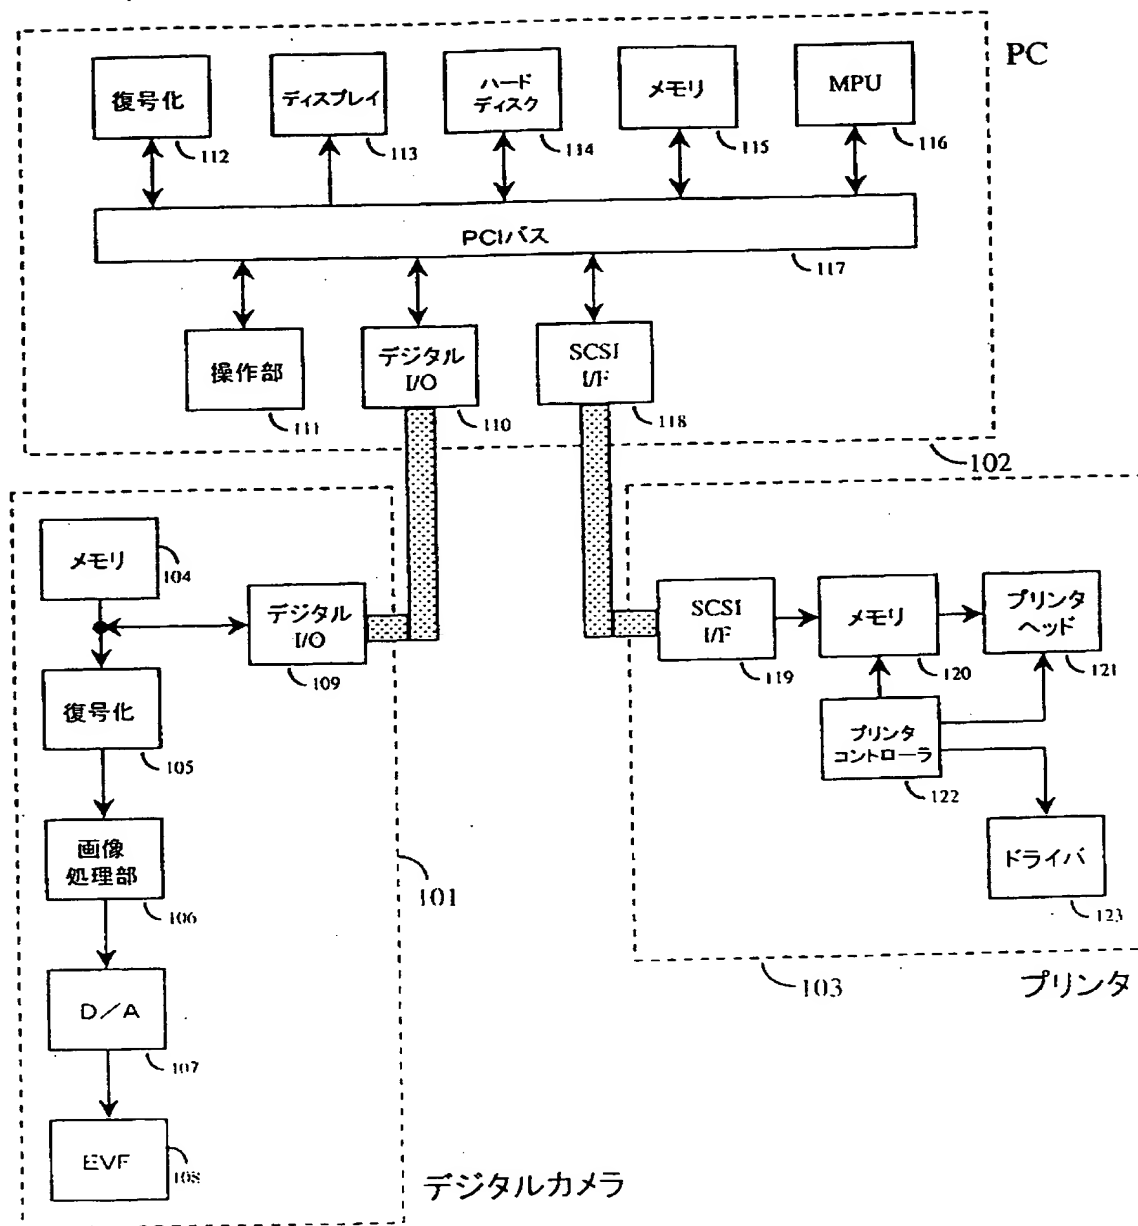 PC
復号化
112
ディスプレイ
113
ハード
ディスク
114
メモリ
115
MPU
116
PCIバス
117
操作部
111
デジタル
I/O
110
SCSI
I/F
118
102
メモリ
104
デジタル
I/O
109
復号化
105
画像
処理部
106
D/A
107
EVF
108
101
デジタルカメラ
SCSI
I/F
119
メモリ
120
プリンタ
ヘッド
121
プリンタ
コントローラ
122
ドライバ
123
103
プリンタ